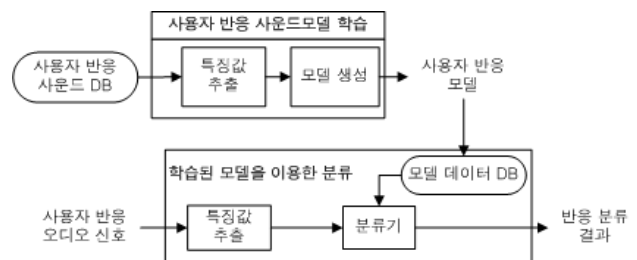 사용자 반응 사운드모델 학습
사용자 반응
사운드 DB
특징값
추출
모델 생성
사용자 반응
모델
학습된 모델을 이용한 분류
모델 데이터 DB
사용자 반응
오디오 신호
특징값
추출
분류기
반응 분류
결과